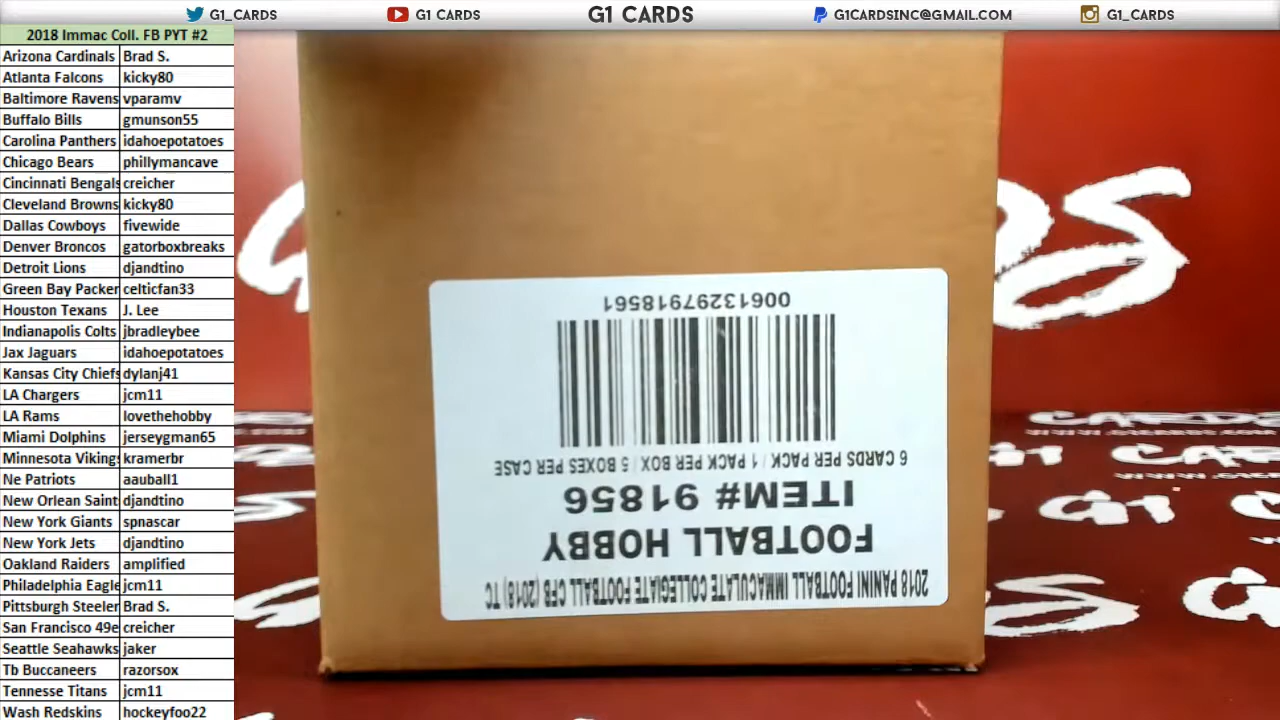 G1_CARDS
G1 CARDS
G1 CARDS
G1CARDSINC@GMAIL.COM
G1_CARDS
2018 Immac Coll. FB PYT #2
Arizona Cardinals Brad S.
Atlanta Falcons kicky80
Baltimore Ravens vparamv
Buffalo Bills gmunson55
Carolina Panthers idahoepotatoes
Chicago Bears phillymancave
Cincinnati Bengals creicher
Cleveland Browns kicky80
Dallas Cowboys fivewide
Denver Broncos gatorboxbreaks
Detroit Lions djandtino
Green Bay Packer celticfan33
Houston Texans J. Lee
Indianapolis Colts jbradleybee
Jax Jaguars idahoepotatoes
Kansas City Chiefs dylanj41
LA Chargers jcm11
LA Rams lovethehobby
Miami Dolphins jerseygman65
Minnesota Viking kramerbr
Ne Patriots aauball1
New Orlean Saint djandtino
New York Giants spnascar
New York Jets djandtino
Oakland Raiders amplified
Philadelphia Eagle jcm11
Pittsburgh Steeler Brad S.
San Francisco 49e creicher
Seattle Seahawks jaker
Tb Buccaneers razorsox
Tennesse Titans jcm11
Wash Redskins hockeyfoo22
2018 PANINI FOOTBALL IMMACULATE COLLEGIATE FOOTBALL CFB (2018) TC
FOOTBALL HOBBY
ITEM# 91856
6 CARDS PER PACK / 1 PACK PER BOX / 5 BOXES PER CASE
00613297918561
CARDS
G1